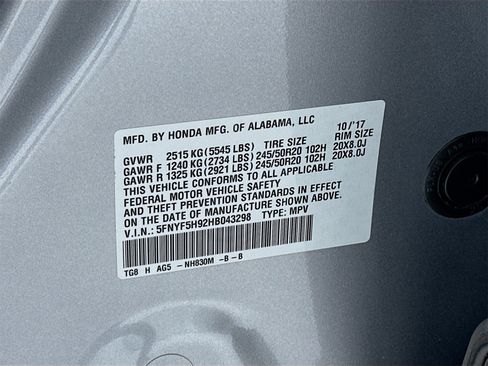 MFD. BY HONDA MFG. OF ALABAMA, LLC 10/'17
TIRE SIZE RIM SIZE
GVWR 2515 KG (5545 LBS)
GAWR F 1240 KG (2734 LBS) 245/50R20 102H 20X8.0J
GAWR R 1325 KG (2921 LBS) 245/50R20 102H 20X8.0J
THIS VEHICLE CONFORMS TO ALL APPLICABLE
FEDERAL MOTOR VEHICLE SAFETY
AND THEFT PREVENTION STANDARDS IN EFFECT
ON THE DATE OF MANUFACTURE SHOWN ABOVE.
V.I.N.: 5FNYF5H92HB043298 TYPE: MPV
TG8 H AG5 -NH830M -B -B